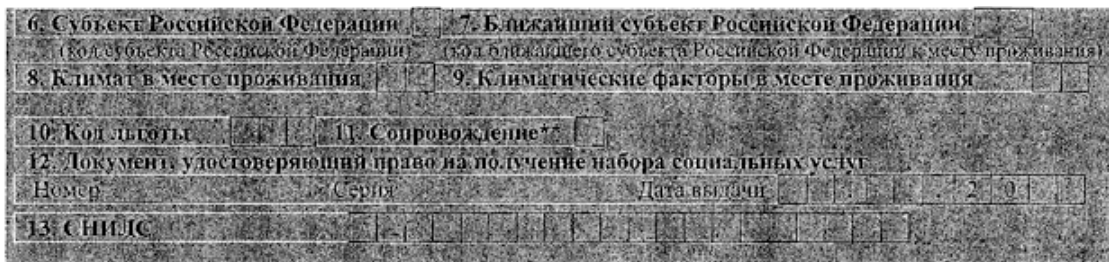 6. Субъект Российской Федерации 7. Ближайший субъект Российской Федерации
(код субъекта Российской Федерации) (код ближайшего субъекта Российской Федерации к месту проживания)
8. Климат в месте проживания 9. Климатические факторы в месте проживания
10. Код льготы 11. Сопровождение**
12. Документ, удостоверяющий право на получение набора социальных услуг
Номер Серия Дата выдачи . . 2 0
13. СНИЛС